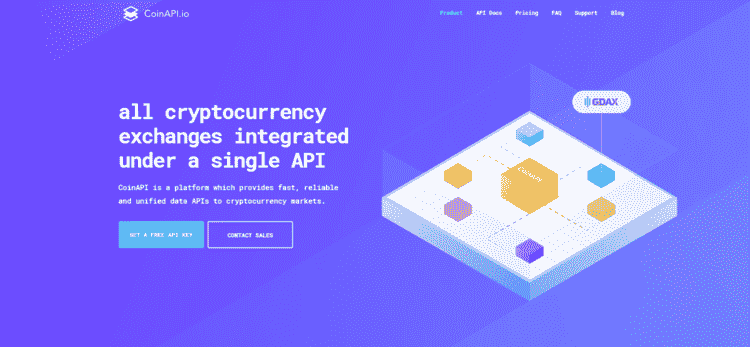 CoinAPI.io
Product API Docs Pricing FAQ Support Blog
GDAX
all cryptocurrency
exchanges integrated
under a single API
CoinAPI is a platform which provides fast, reliable
and unified data APIs to cryptocurrency markets.
GET A FREE API KEY
CONTACT SALES